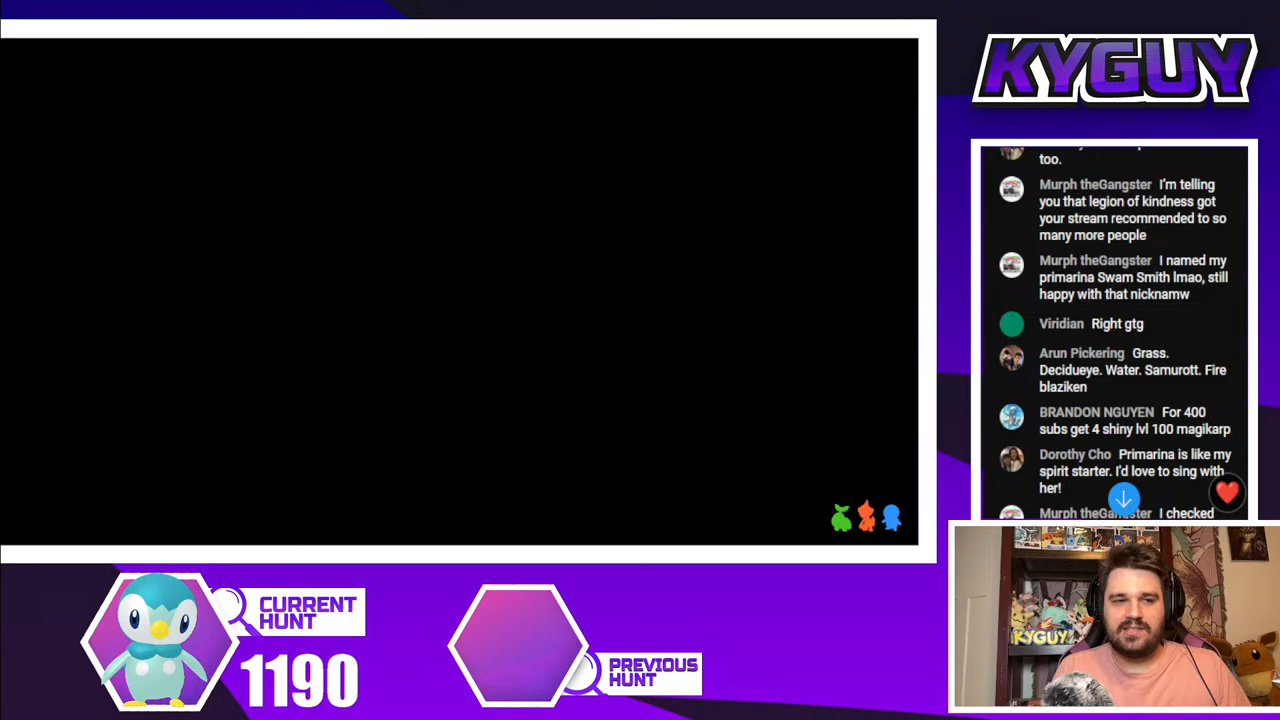 KYGUY
too.
Murph theGangster I'm telling
you that legion of kindness got
your stream recommended to so
many more people
Murph theGangster I named my
primarina Swam Smith lmao, still
happy with that nicknamw
Viridian Right gtg
Arun Pickering Grass.
Decidueye. Water. Samurott. Fire
blaziken
BRANDON NGUYEN For 400
subs get 4 shiny lvl 100 magikarp
Dorothy Cho Primarina is like my
spirit starter. I'd love to sing with
her!
Murph theGangster I checked
KYGUY
CURRENT
HUNT
1190
PREVIOUS
HUNT